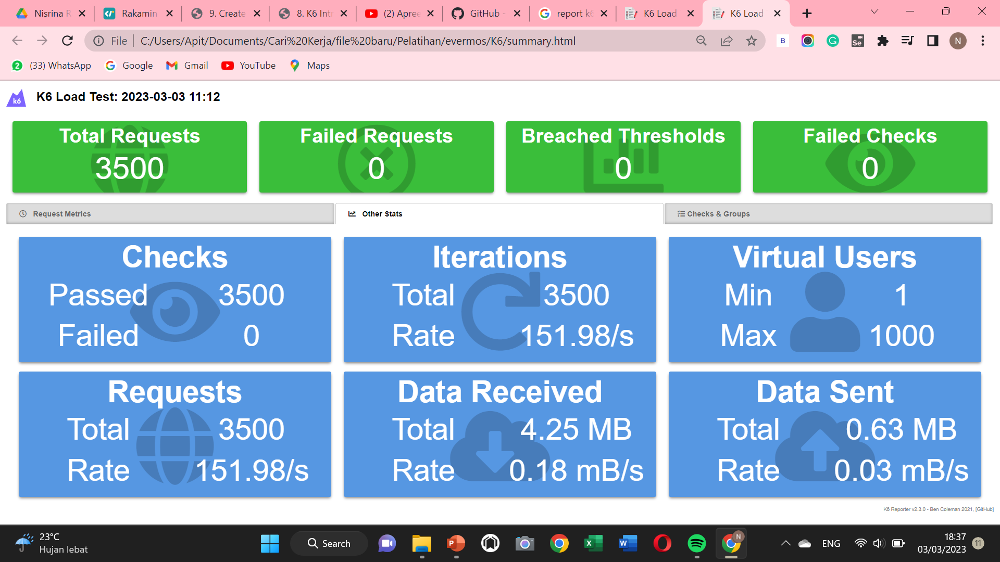 Nisrina R
Rakamin
9. Create
8. K6 Intr
(2) Apree
GitHub -
report k6
K6 Load
K6 Load
File
C:/Users/Apit/Documents/Cari%20Kerja/file%20baru/Pelatihan/evermos/K6/summary.html
B
Se
N
2
(33) WhatsApp
Google
Gmail
YouTube
Maps
k6
K6 Load Test: 2023-03-03 11:12
Total Requests
3500
Failed Requests
0
Breached Thresholds
0
Failed Checks
0
Request Metrics
Other Stats
Checks & Groups
Checks
Passed 3500
Failed 0
Iterations
Total 3500
Rate 151.98/s
Virtual Users
Min 1
Max 1000
Requests
Total 3500
Rate 151.98/s
Data Received
Total 4.25 MB
Rate 0.18 mB/s
Data Sent
Total 0.63 MB
Rate 0.03 mB/s
K6 Reporter v2.3.0 - Ben Coleman 2021, [GitHub]
23°C
Hujan lebat
Search
P
X
W
N
ENG
18:37
03/03/2023
11